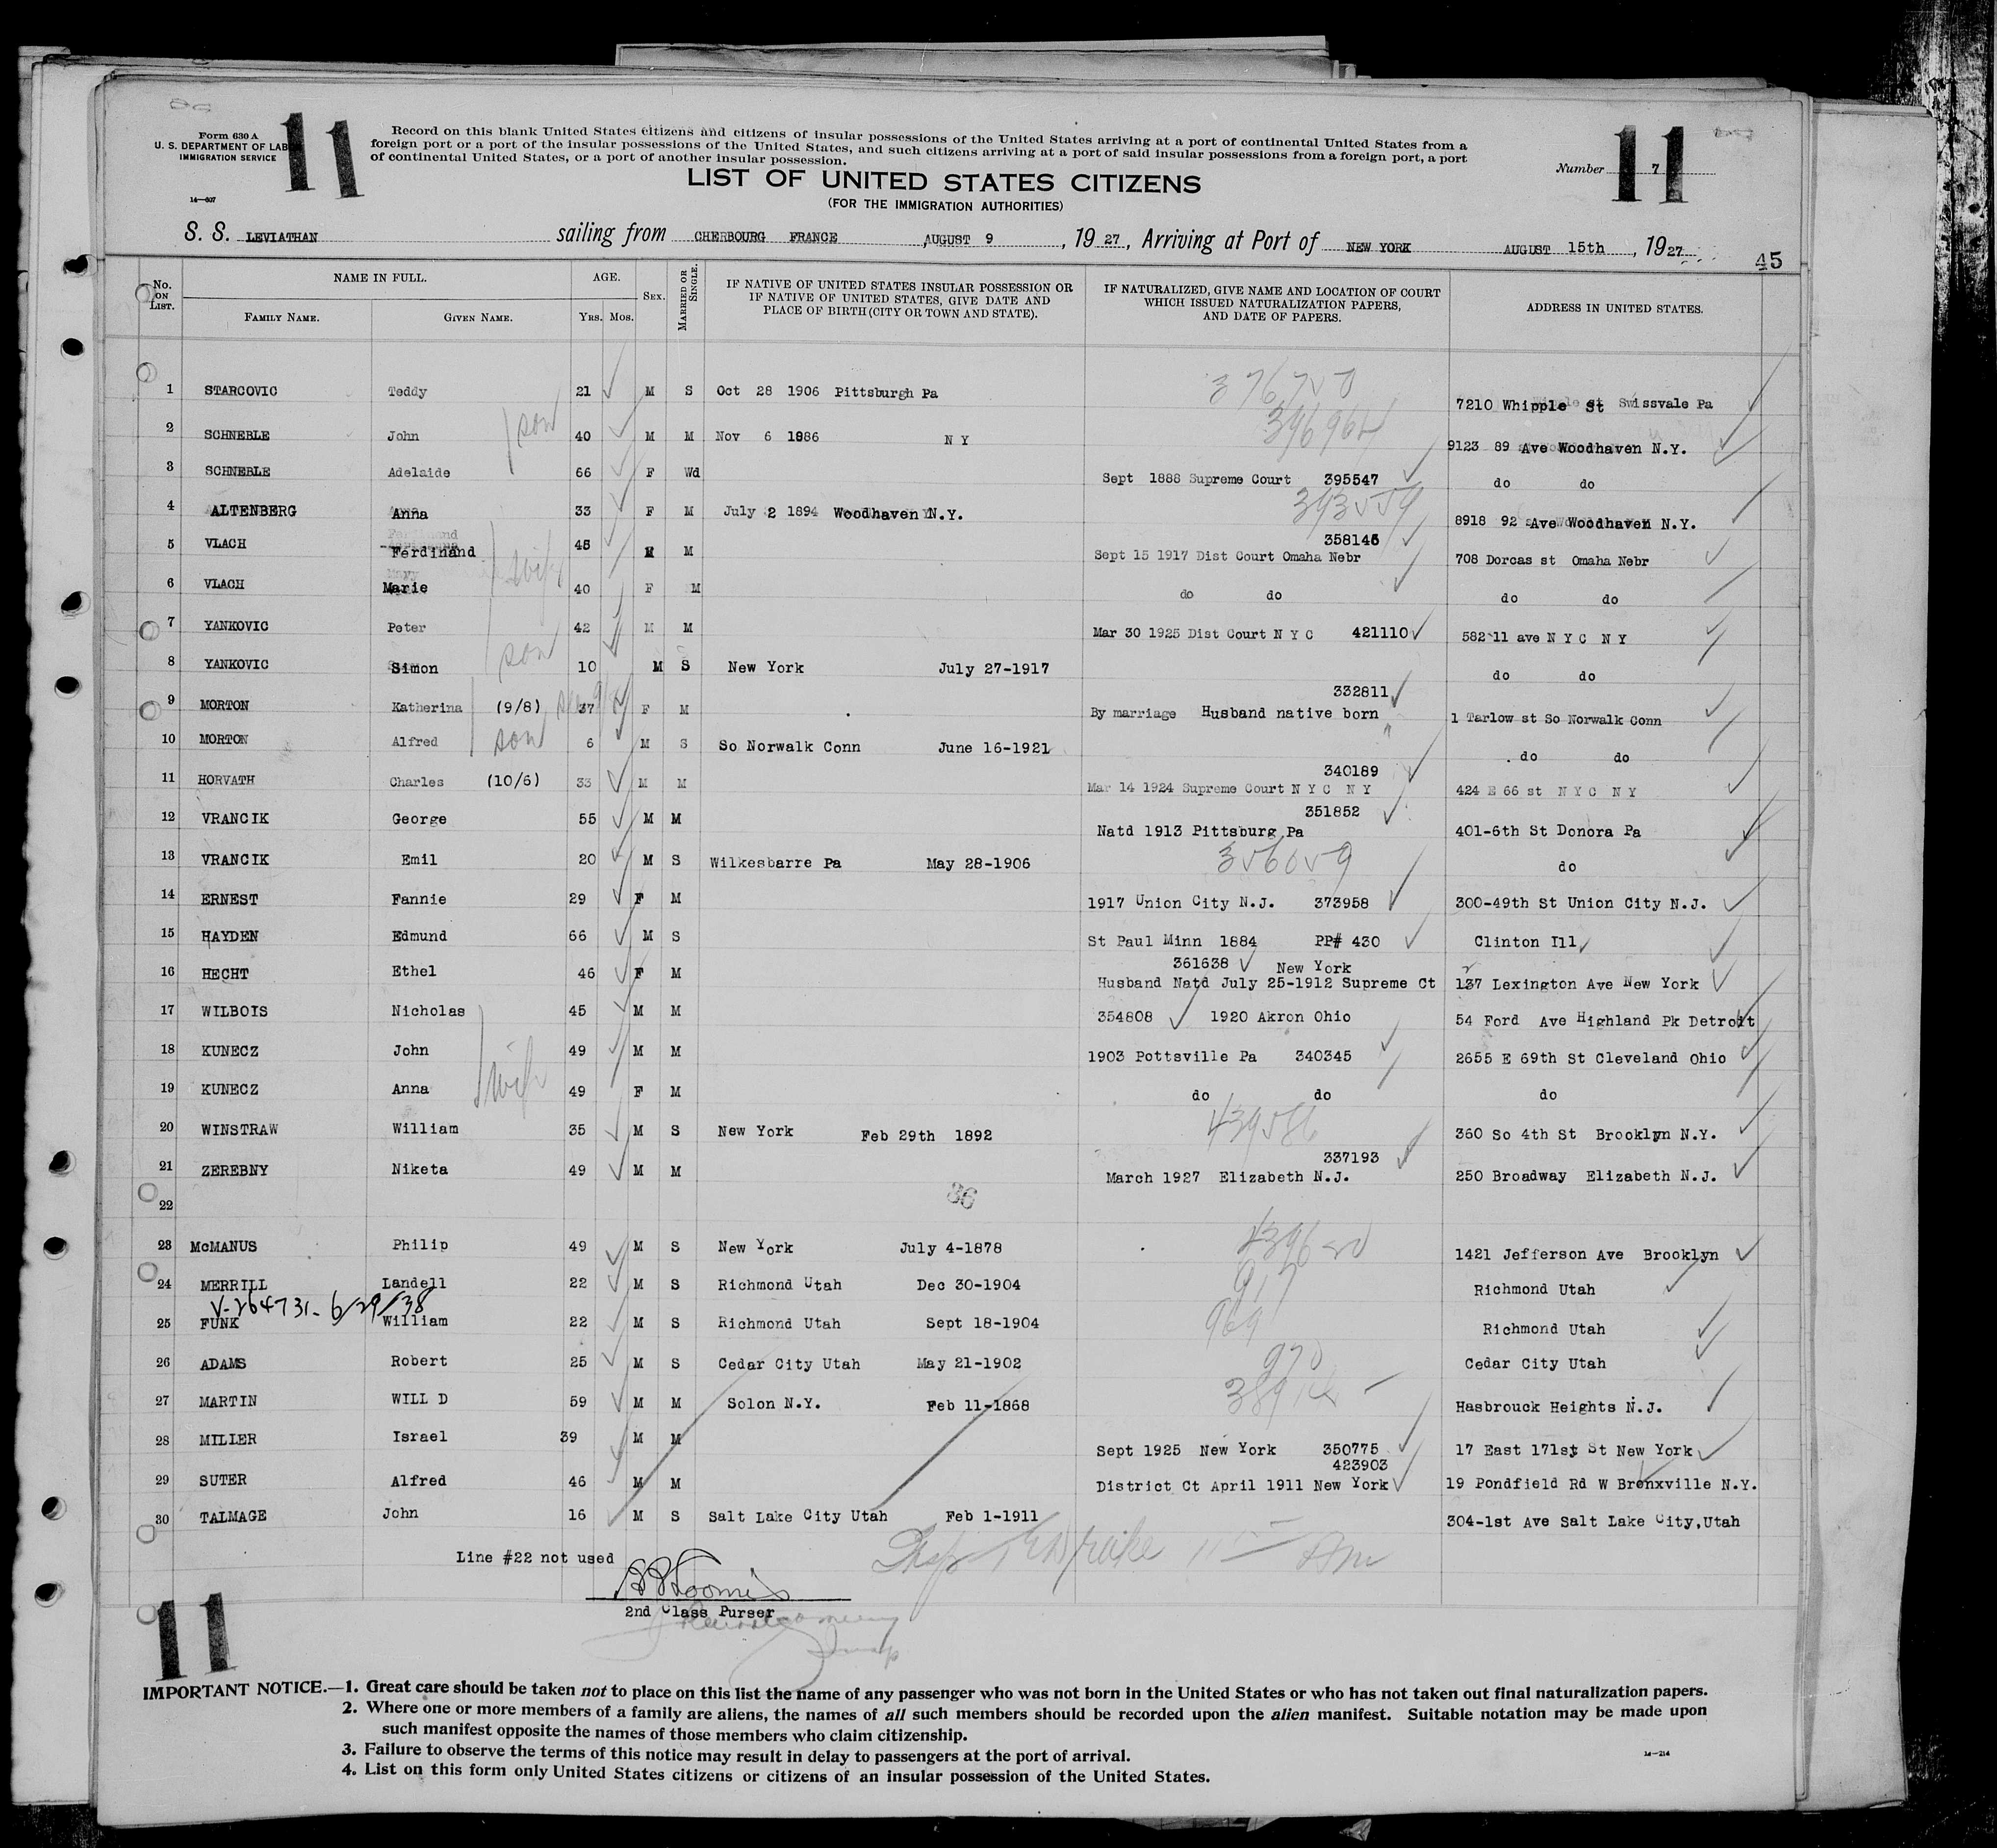 Form 630 A
U. S. DEPARTMENT OF LAB
IMMIGRATION SERVICE
14—607
11
Record on this blank United States citizens and citizens of insular possessions of the United States arriving at a port of continental United States from a
foreign port or a port of the insular possessions of the United States, and such citizens arriving at a port of said insular possessions from a foreign port, a port
of continental United States, or a port of another insular possession.
Number 7
11
LIST OF UNITED STATES CITIZENS
(FOR THE IMMIGRATION AUTHORITIES)
S. S. LEVIATHAN sailing from CHERBOURG FRANCE AUGUST 9, 1927, Arriving at Port of NEW YORK AUGUST 15th, 1927
45
No. ON LIST. NAME IN FULL. FAMILY NAME. GIVEN NAME. AGE. YRS. MOS. SEX. MARRIED OR SINGLE. IF NATIVE OF UNITED STATES INSULAR POSSESSION OR IF NATIVE OF UNITED STATES, GIVE DATE AND PLACE OF BIRTH (CITY OR TOWN AND STATE). IF NATURALIZED, GIVE NAME AND LOCATION OF COURT WHICH ISSUED NATURALIZATION PAPERS, AND DATE OF PAPERS. ADDRESS IN UNITED STATES.
1 STARCOVIC Teddy 21 M S Oct 28 1906 Pittsburgh Pa 7210 Whipple St Swissvale Pa
2 SCHNEBLE John son 40 M M Nov 6 1886 N Y 396964 9123 89 Ave Woodhaven N.Y.
3 SCHNEBLE Adelaide 66 F Wd Sept 1888 Supreme Court 395547 do do
4 ALTENBERG Anna 33 F M July 2 1894 Woodhaven N.Y. 393559 8918 92 Ave Woodhaven N.Y.
5 VLACH Ferdinand 45 M M 358145 Sept 15 1917 Dist Court Omaha Nebr 708 Dorcas st Omaha Nebr
6 VLACH Marie wife 40 F M do do do do
7 YANKOVIC Peter 42 M M Mar 30 1925 Dist Court N Y C 421110 582 11 ave N Y C N Y
8 YANKOVIC Simon son 10 M S New York July 27-1917 do do
9 MORTON Katherina (9/8) 37 F M 332811 By marriage Husband native born 1 Tarlow st So Norwalk Conn
10 MORTON Alfred son 6 M S So Norwalk Conn June 16-1921 " do do
11 HORVATH Charles (10/6) 33 M M 340189 Mar 14 1924 Supreme Court N Y C N Y 424 E 66 st N Y C N Y
12 VRANCIK George 55 M M 351852 Natd 1913 Pittsburg Pa 401-6th St Donora Pa
13 VRANCIK Emil 20 M S Wilkesbarre Pa May 28-1906 356059 do
14 ERNEST Fannie 29 F M 1917 Union City N.J. 373958 300-49th St Union City N.J.
15 HAYDEN Edmund 66 M S St Paul Minn 1884 PP# 430 Clinton Ill
16 HECHT Ethel 46 F M 361638 New York Husband Natd July 25-1912 Supreme Ct 137 Lexington Ave New York
17 WILBOIS Nicholas 45 M M 354808 1920 Akron Ohio 54 Ford Ave Highland Pk Detroit
18 KUNECZ John 49 M M 1903 Pottsville Pa 340345 2655 E 69th St Cleveland Ohio
19 KUNECZ Anna wife 49 F M do do do
20 WINSTRAW William 35 M S New York Feb 29th 1892 439586 360 So 4th St Brooklyn N.Y.
21 ZEREBNY Niketa 49 M M 337193 March 1927 Elizabeth N.J. 250 Broadway Elizabeth N.J.
22 36
23 McMANUS Philip 49 M S New York July 4-1878 1421 Jefferson Ave Brooklyn
24 MERRILL Landell 22 M S Richmond Utah Dec 30-1904 917 Richmond Utah
V-264731- 6/29/38
25 FUNK William 22 M S Richmond Utah Sept 18-1904 969 Richmond Utah
26 ADAMS Robert 25 M S Cedar City Utah May 21-1902 970 Cedar City Utah
27 MARTIN WILL D 59 M M Solon N.Y. Feb 11-1868 Hasbrouck Heights N.J.
28 MILLER Israel 39 M M Sept 1925 New York 350775 17 East 171st St New York
29 SUTER Alfred 46 M M 423903 District Ct April 1911 New York 19 Pondfield Rd W Bronxville N.Y.
30 TALMAGE John 16 M S Salt Lake City Utah Feb 1-1911 304-1st Ave Salt Lake City, Utah
Line #22 not used
2nd Class Purser
11
IMPORTANT NOTICE.—1. Great care should be taken not to place on this list the name of any passenger who was not born in the United States or who has not taken out final naturalization papers.
2. Where one or more members of a family are aliens, the names of all such members should be recorded upon the alien manifest. Suitable notation may be made upon
such manifest opposite the names of those members who claim citizenship.
3. Failure to observe the terms of this notice may result in delay to passengers at the port of arrival.
4. List on this form only United States citizens or citizens of an insular possession of the United States.
14—214